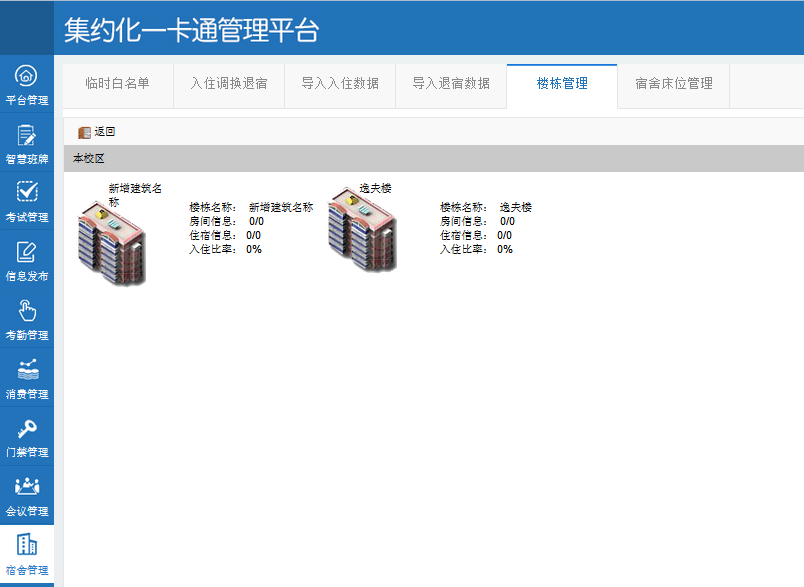 集约化一卡通管理平台
平台管理
智慧班牌
考试管理
信息发布
考勤管理
消费管理
门禁管理
会议管理
宿舍管理
临时白名单
入住调换退宿
导入入住数据
导入退宿数据
楼栋管理
宿舍床位管理
返回
本校区
新增建筑名
称
楼栋名称： 新增建筑名称
房间信息： 0/0
住宿信息： 0/0
入住比率： 0%
逸夫楼
楼栋名称： 逸夫楼
房间信息： 0/0
住宿信息： 0/0
入住比率： 0%